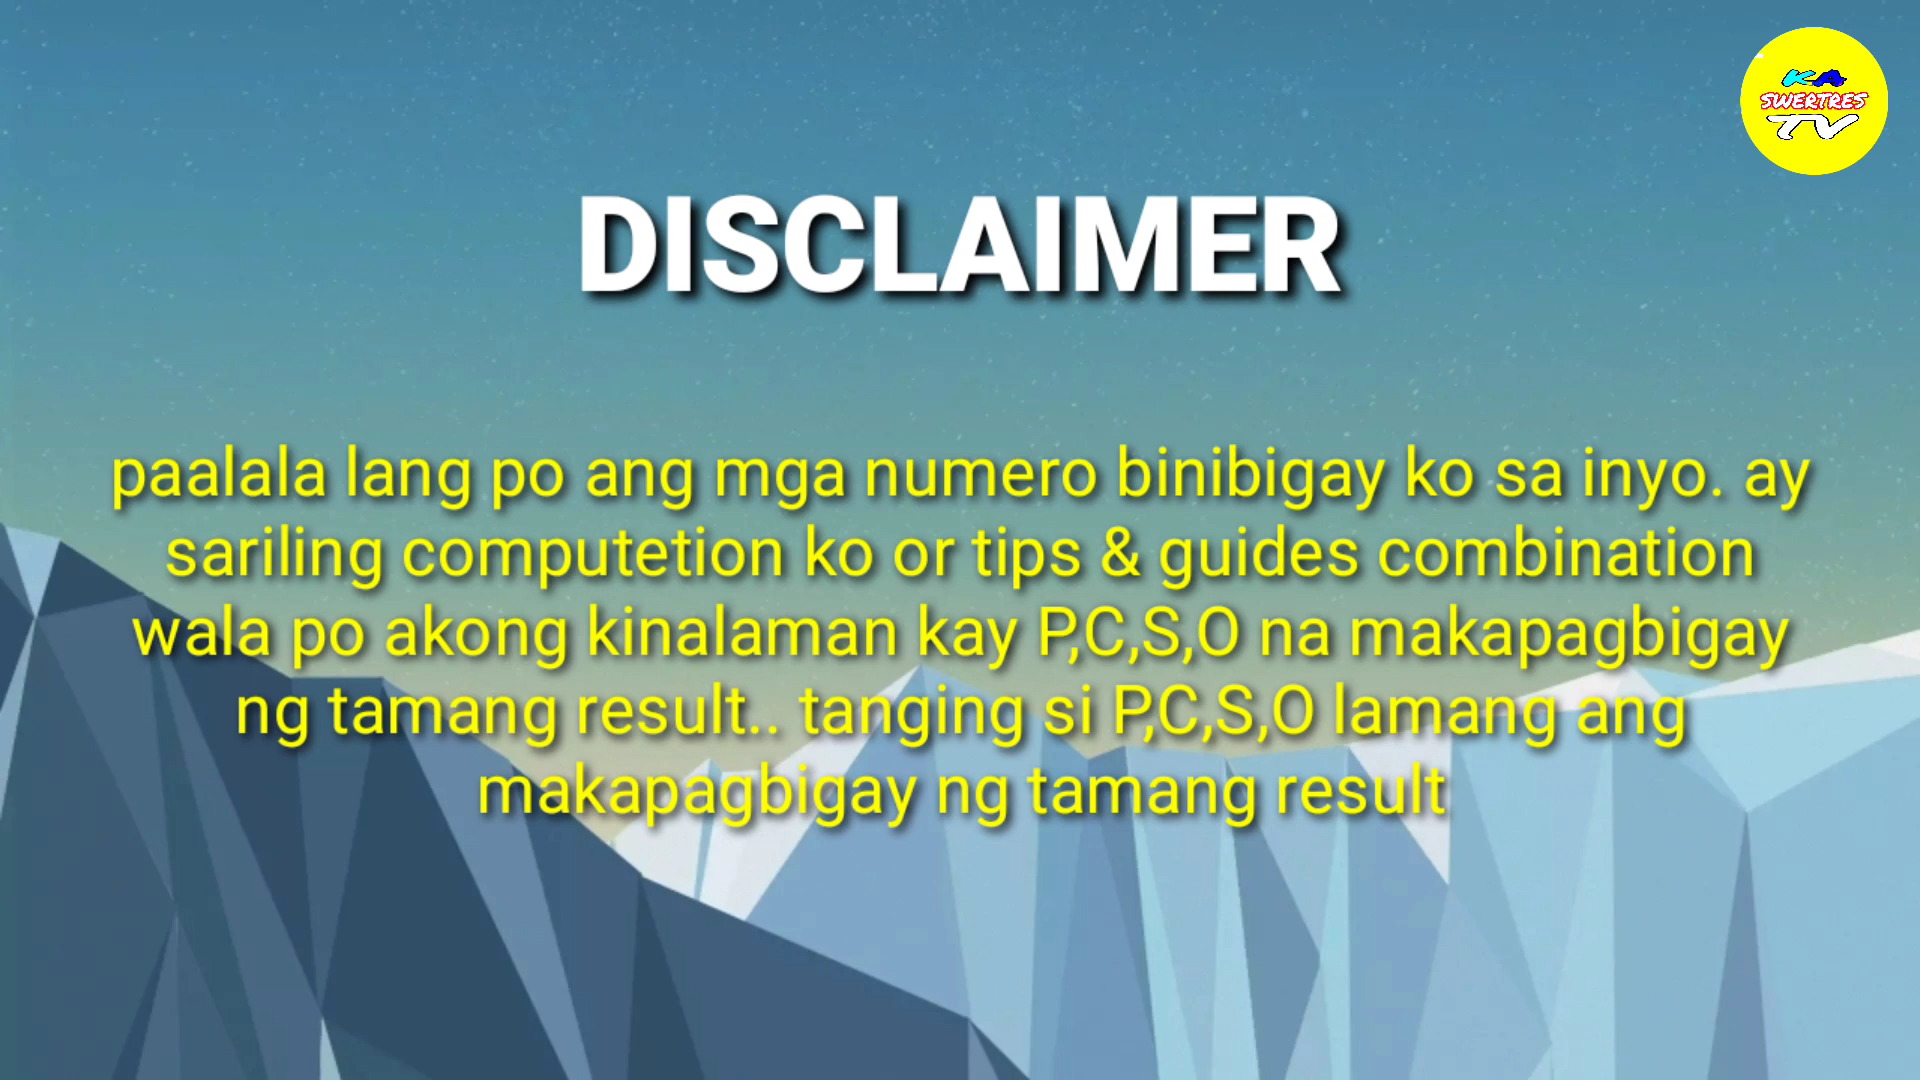 KA
SWERTRES
TV
DISCLAIMER
paalala lang po ang mga numero binibigay ko sa inyo. ay
sariling computetion ko or tips & guides combination
wala po akong kinalaman kay P,C,S,O na makapagbigay
ng tamang result.. tanging si P,C,S,O lamang ang
makapagbigay ng tamang result